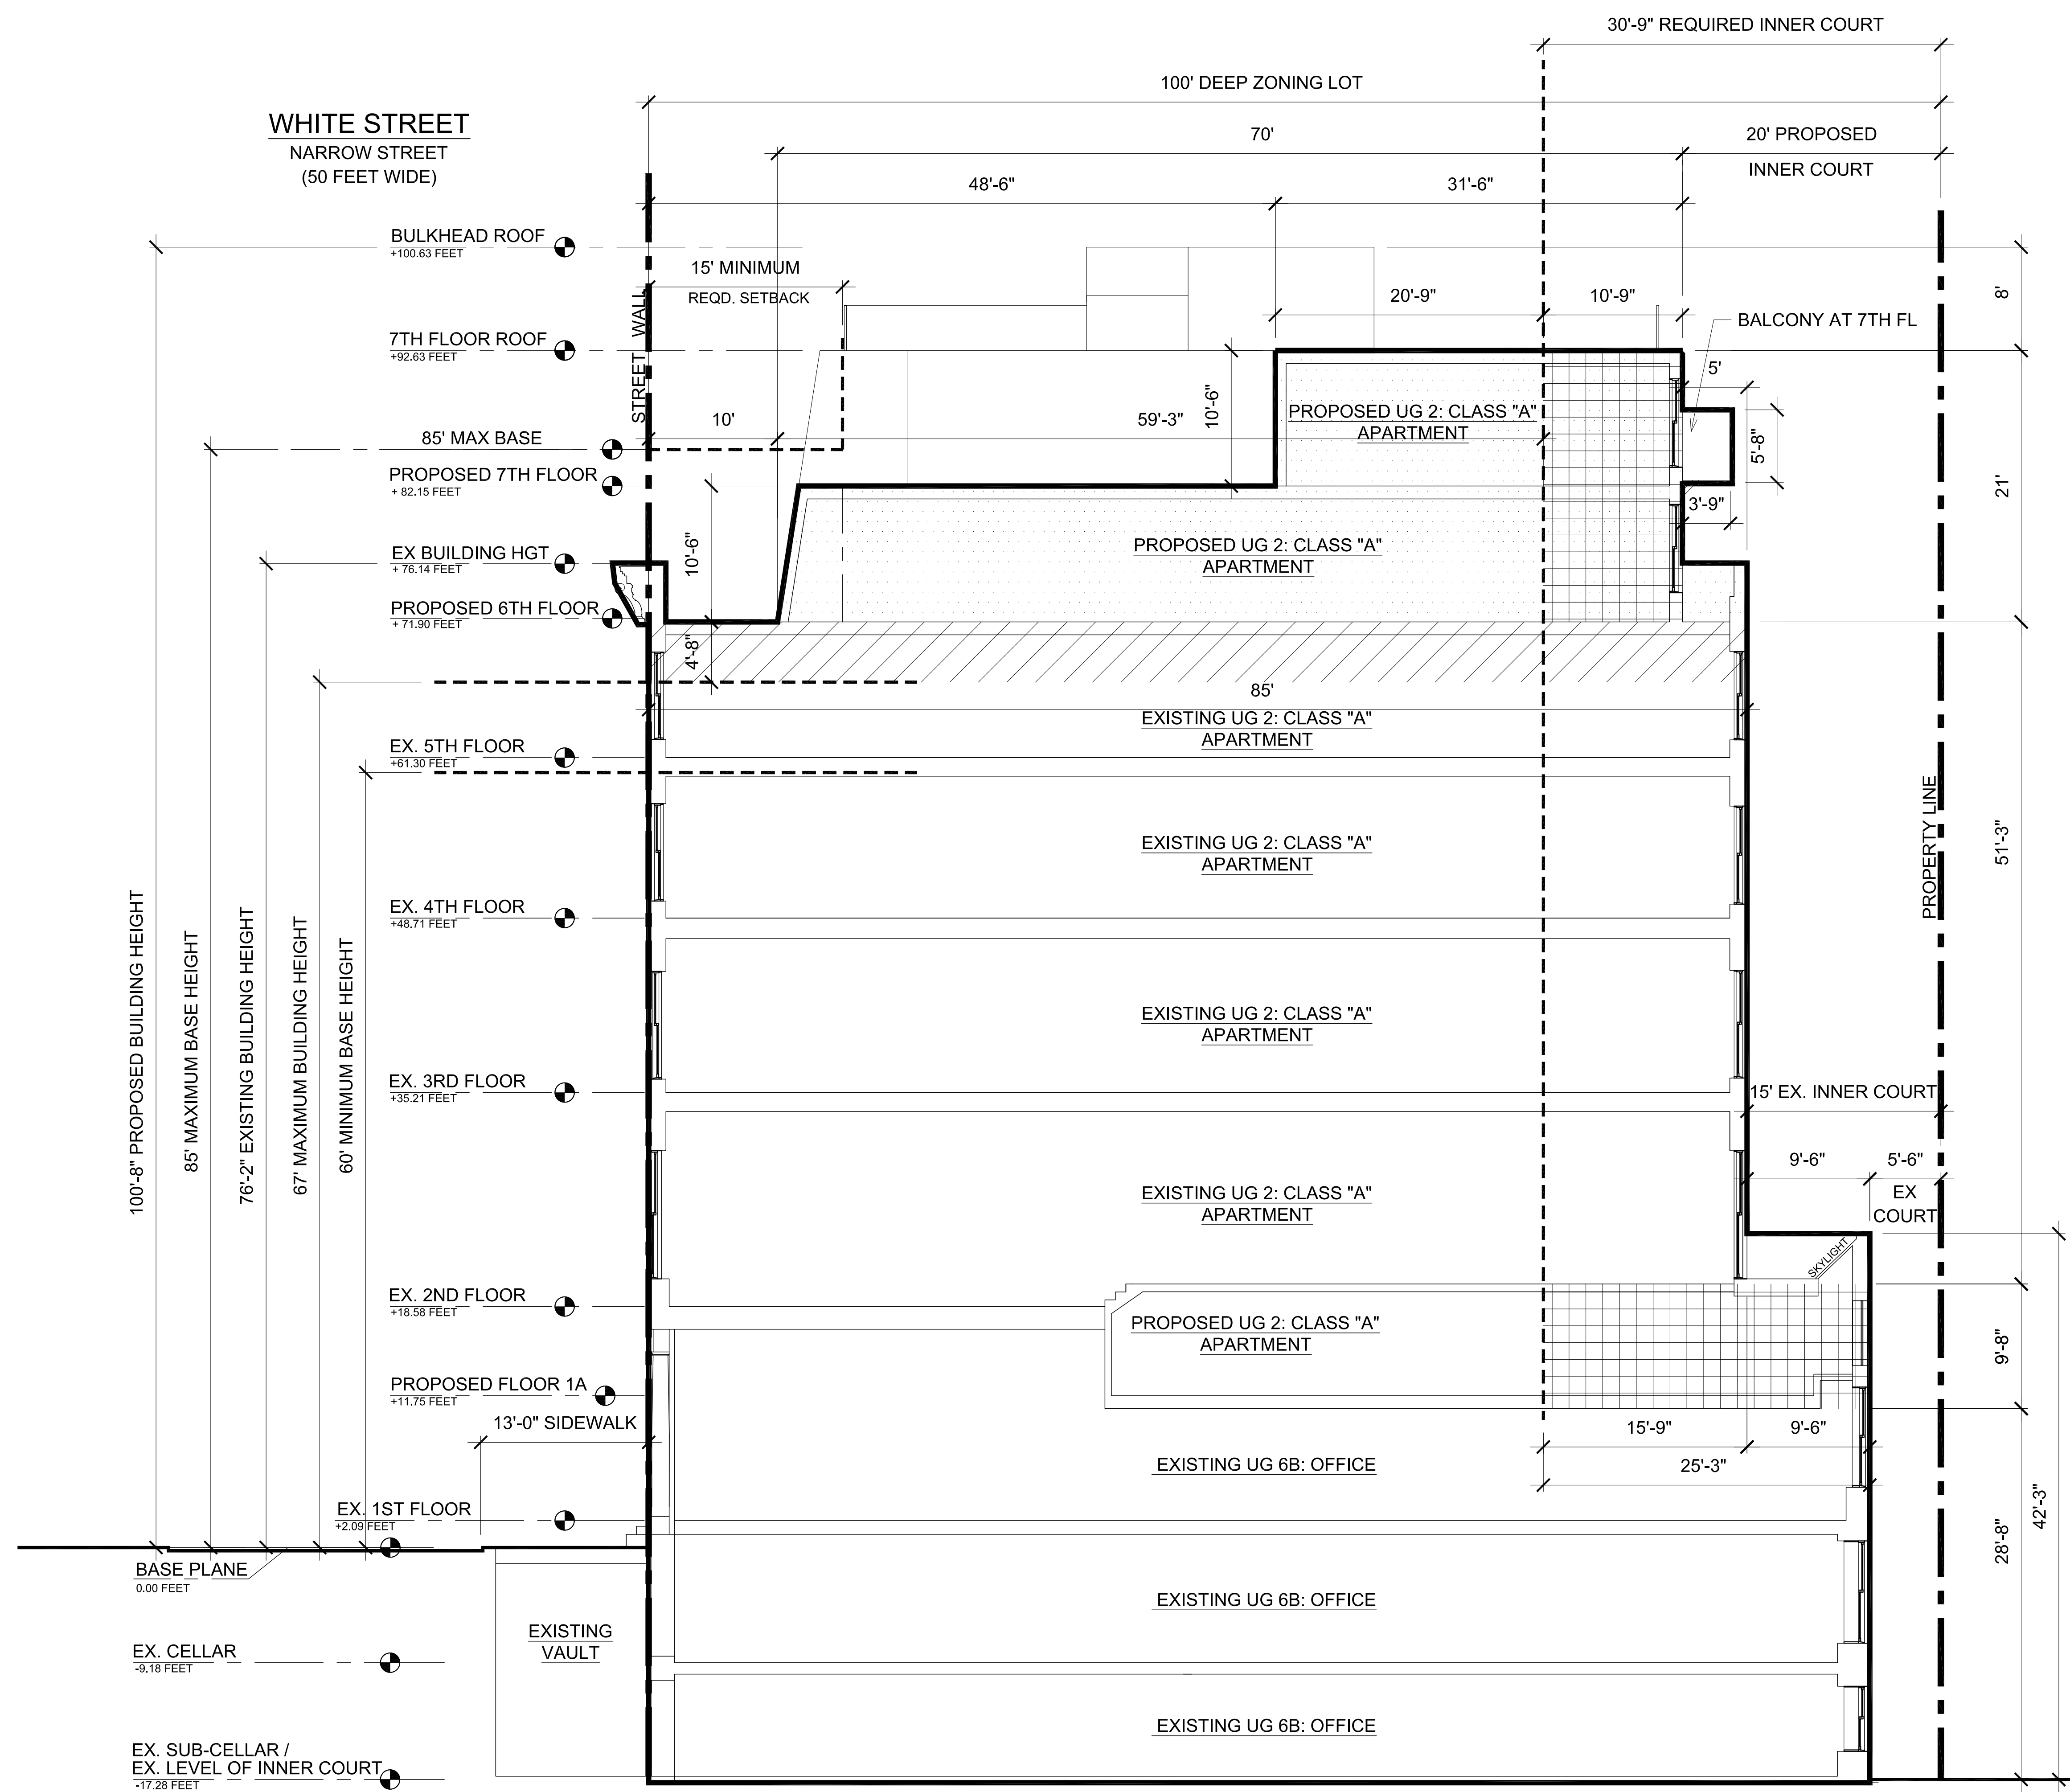 30'-9" REQUIRED INNER COURT
100' DEEP ZONING LOT
WHITE STREET
NARROW STREET
(50 FEET WIDE)
70'
20' PROPOSED
INNER COURT
48'-6"
31'-6"
BULKHEAD ROOF
+100.63 FEET
15' MINIMUM
REQD. SETBACK
20'-9"
10'-9"
8'
BALCONY AT 7TH FL
STREET WALL
7TH FLOOR ROOF
+92.63 FEET
5'
10'
59'-3"
10'-6"
PROPOSED UG 2: CLASS "A"
APARTMENT
85' MAX BASE
5'-8"
PROPOSED 7TH FLOOR
+ 82.15 FEET
21'
3'-9"
EX BUILDING HGT
+ 76.14 FEET
10'-6"
PROPOSED UG 2: CLASS "A"
APARTMENT
PROPOSED 6TH FLOOR
+ 71.90 FEET
4'-8"
85'
EXISTING UG 2: CLASS "A"
APARTMENT
EX. 5TH FLOOR
+61.30 FEET
PROPERTY LINE
51'-3"
EXISTING UG 2: CLASS "A"
APARTMENT
EX. 4TH FLOOR
+48.71 FEET
100'-8" PROPOSED BUILDING HEIGHT
85' MAXIMUM BASE HEIGHT
76'-2" EXISTING BUILDING HEIGHT
67' MAXIMUM BUILDING HEIGHT
60' MINIMUM BASE HEIGHT
EXISTING UG 2: CLASS "A"
APARTMENT
EX. 3RD FLOOR
+35.21 FEET
15' EX. INNER COURT
9'-6"
5'-6"
EX
COURT
EXISTING UG 2: CLASS "A"
APARTMENT
SKYLIGHT
EX. 2ND FLOOR
+18.58 FEET
PROPOSED UG 2: CLASS "A"
APARTMENT
9'-8"
PROPOSED FLOOR 1A
+11.75 FEET
13'-0" SIDEWALK
15'-9"
9'-6"
EXISTING UG 6B: OFFICE
25'-3"
EX. 1ST FLOOR
+2.09 FEET
42'-3"
28'-8"
BASE PLANE
0.00 FEET
EXISTING UG 6B: OFFICE
EXISTING
VAULT
EX. CELLAR
-9.18 FEET
EXISTING UG 6B: OFFICE
EX. SUB-CELLAR /
EX. LEVEL OF INNER COURT
-17.28 FEET